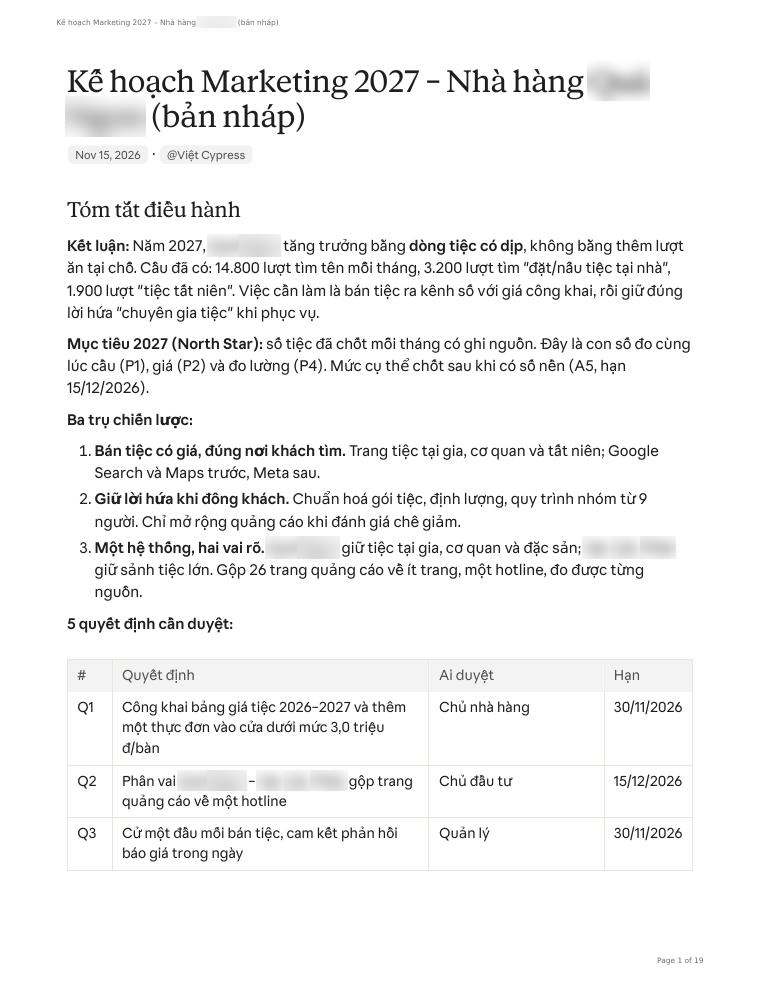 Kế hoạch Marketing 2027 – Nhà hàng (bản nháp)
Kế hoạch Marketing 2027 – Nhà hàng
(bản nháp)
Nov 15, 2026 · @Việt Cypress
Tóm tắt điều hành
Kết luận: Năm 2027, tăng trưởng bằng dòng tiệc có dịp, không bằng thêm lượt
ăn tại chỗ. Cầu đã có: 14.800 lượt tìm tên mỗi tháng, 3.200 lượt tìm "đặt/nấu tiệc tại nhà",
1.900 lượt "tiệc tất niên". Việc cần làm là bán tiệc ra kênh số với giá công khai, rồi giữ đúng
lời hứa "chuyên gia tiệc" khi phục vụ.
Mục tiêu 2027 (North Star): số tiệc đã chốt mỗi tháng có ghi nguồn. Đây là con số đo cùng
lúc cầu (P1), giá (P2) và đo lường (P4). Mức cụ thể chốt sau khi có số nền (A5, hạn
15/12/2026).
Ba trụ chiến lược:
1. Bán tiệc có giá, đúng nơi khách tìm. Trang tiệc tại gia, cơ quan và tất niên; Google
Search và Maps trước, Meta sau.
2. Giữ lời hứa khi đông khách. Chuẩn hoá gói tiệc, định lượng, quy trình nhóm từ 9
người. Chỉ mở rộng quảng cáo khi đánh giá chê giảm.
3. Một hệ thống, hai vai rõ. giữ tiệc tại gia, cơ quan và đặc sản;
giữ sảnh tiệc lớn. Gộp 26 trang quảng cáo về ít trang, một hotline, đo được từng
nguồn.
5 quyết định cần duyệt:
# Quyết định Ai duyệt Hạn
Q1 Công khai bảng giá tiệc 2026–2027 và thêm Chủ nhà hàng 30/11/2026
một thực đơn vào cửa dưới mức 3,0 triệu
đ/bàn
Q2 Phân vai – gộp trang Chủ đầu tư 15/12/2026
quảng cáo về một hotline
Q3 Cử một đầu mối bán tiệc, cam kết phản hồi Quản lý 30/11/2026
báo giá trong ngày
Page 1 of 19